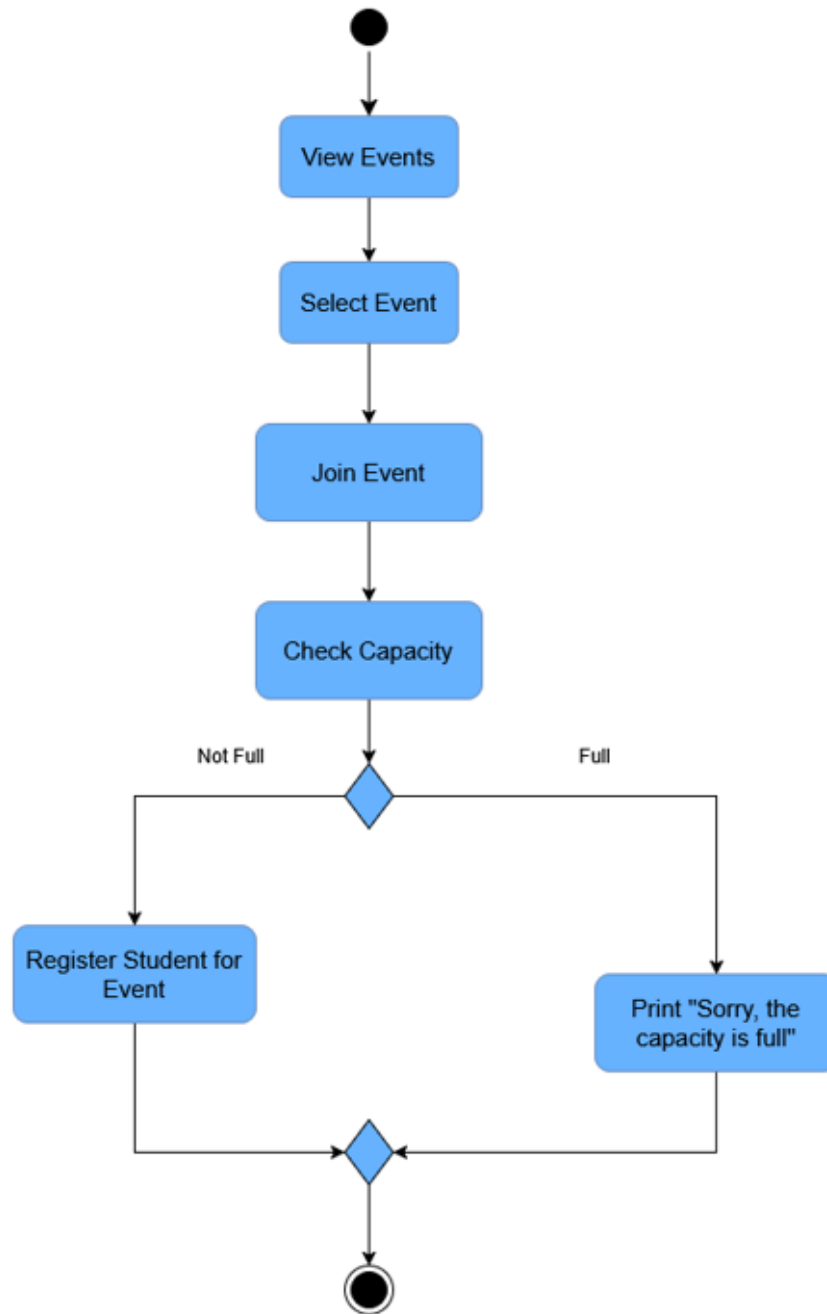 View Events
Select Event
Join Event
Check Capacity
Not Full
Full
Register Student for
Event
Print "Sorry, the
capacity is full"